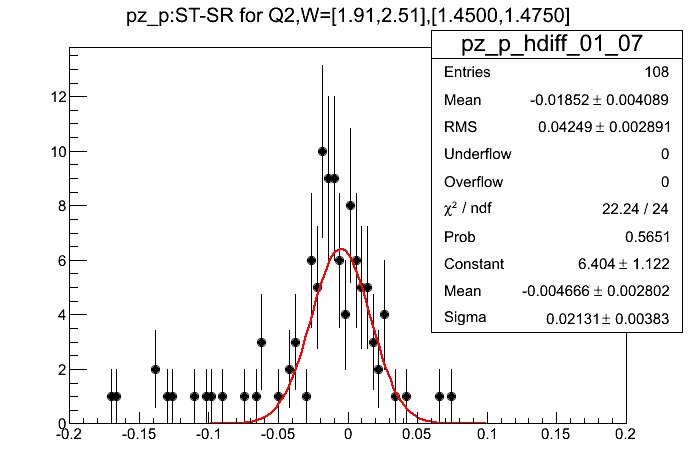 pz_p:ST-SR for Q2,W=[1.91,2.51],[1.4500,1.4750]
pz_p_hdiff_01_07
Entries 108
Mean -0.01852 ± 0.004089
RMS 0.04249 ± 0.002891
Underflow 0
Overflow 0
χ² / ndf 22.24 / 24
Prob 0.5651
Constant 6.404 ± 1.122
Mean -0.004666 ± 0.002802
Sigma 0.02131 ± 0.00383
12
10
8
6
4
2
0
-0.2 -0.15 -0.1 -0.05 0 0.05 0.1 0.15 0.2